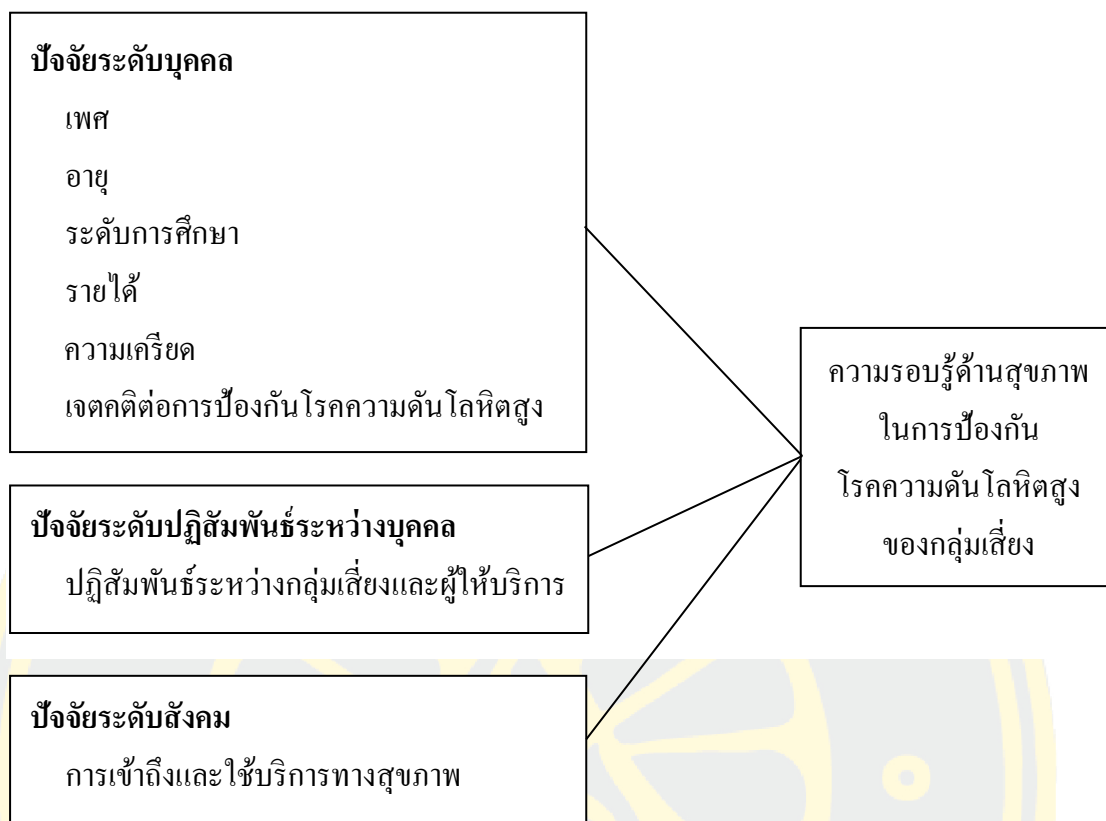 ปัจจัยระดับบุคคล
เพศ
อายุ
ระดับการศึกษา
รายได้
ความเครียด
เจตคติต่อการป้องกันโรคความดันโลหิตสูง
ปัจจัยระดับปฏิสัมพันธ์ระหว่างบุคคล
ปฏิสัมพันธ์ระหว่างกลุ่มเสี่ยงและผู้ให้บริการ
ปัจจัยระดับสังคม
การเข้าถึงและใช้บริการทางสุขภาพ
ความรอบรู้ด้านสุขภาพ
ในการป้องกัน
โรคความดันโลหิตสูง
ของกลุ่มเสี่ยง